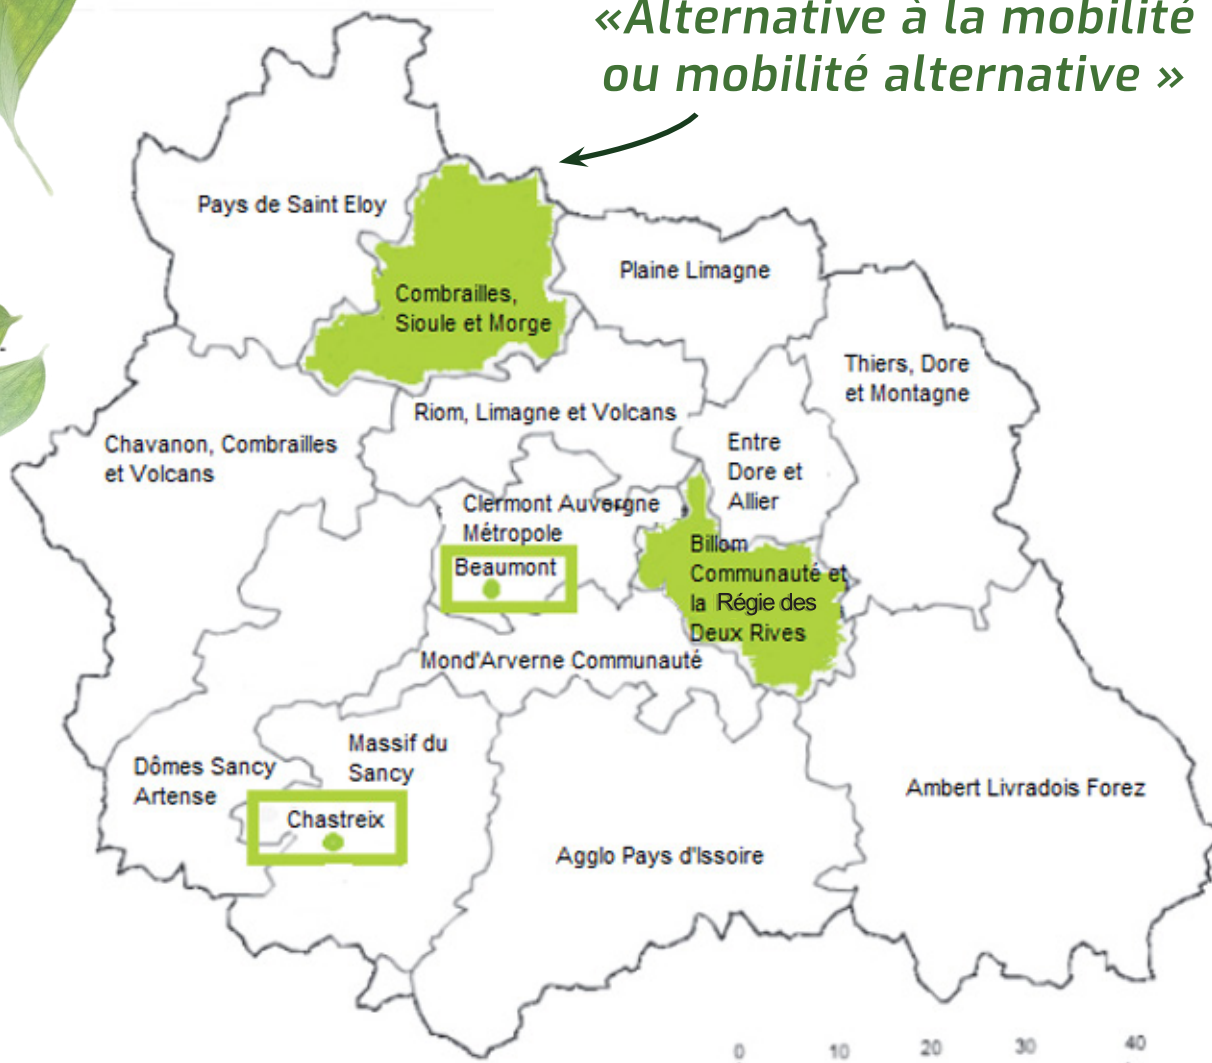 «Alternative à la mobilité
ou mobilité alternative »
Pays de Saint Eloy
Plaine Limagne
Combrailles,
Sioule et Morge
Thiers, Dore
et Montagne
Riom, Limagne et Volcans
Chavanon, Combrailles
et Volcans
Entre
Dore et
Allier
Clermont Auvergne
Métropole
Beaumont
Billom
Communauté et
la Régie des
Deux Rives
Mond'Arverne Communauté
Massif du
Sancy
Dômes Sancy
Artense
Chastreix
Ambert Livradois Forez
Agglo Pays d'Issoire
0 10 20 30 40